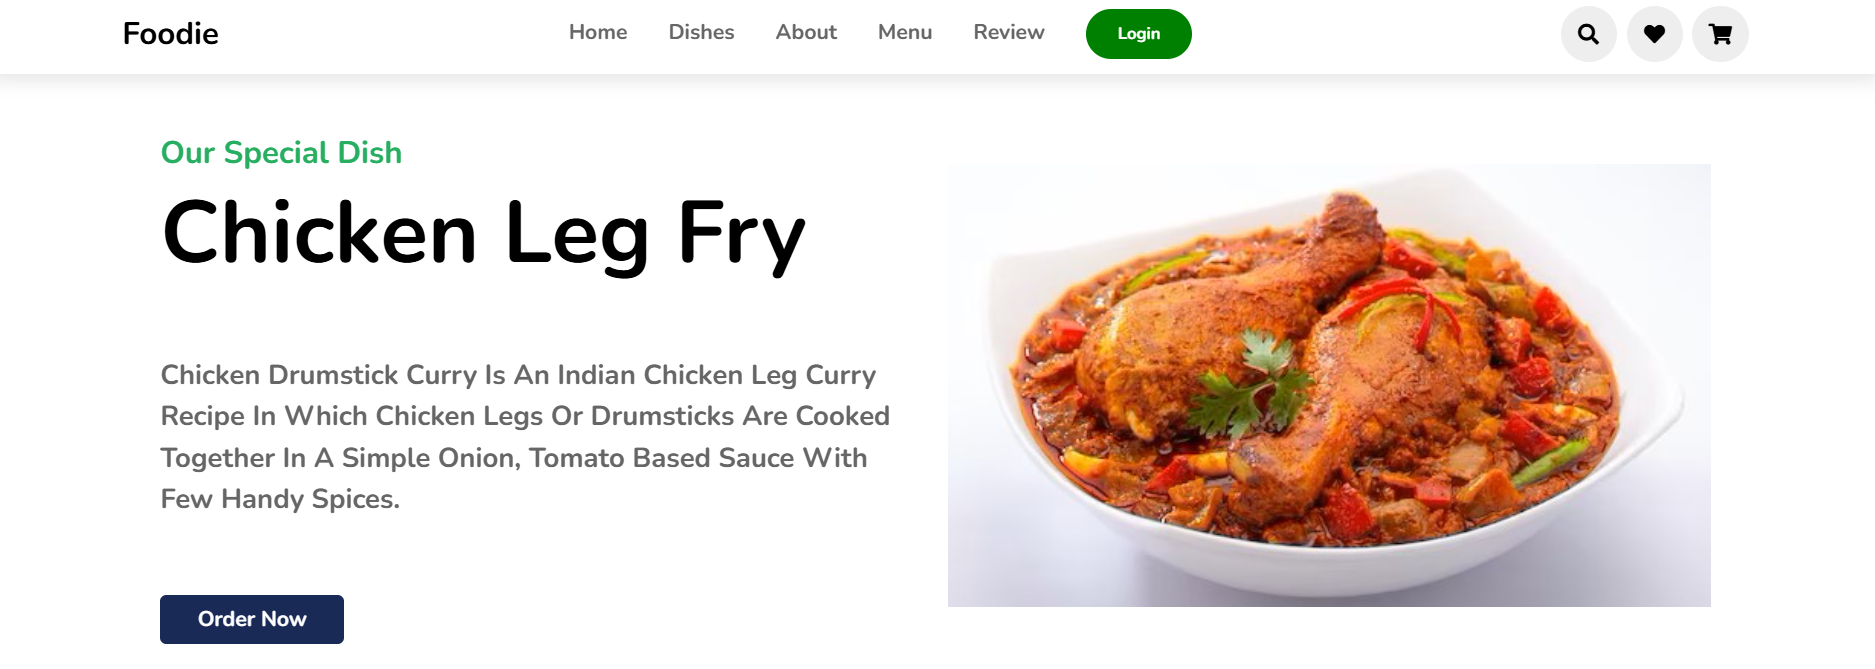 Foodie
Home Dishes About Menu Review Login
Our Special Dish
Chicken Leg Fry
Chicken Drumstick Curry Is An Indian Chicken Leg Curry
Recipe In Which Chicken Legs Or Drumsticks Are Cooked
Together In A Simple Onion, Tomato Based Sauce With
Few Handy Spices.
Order Now